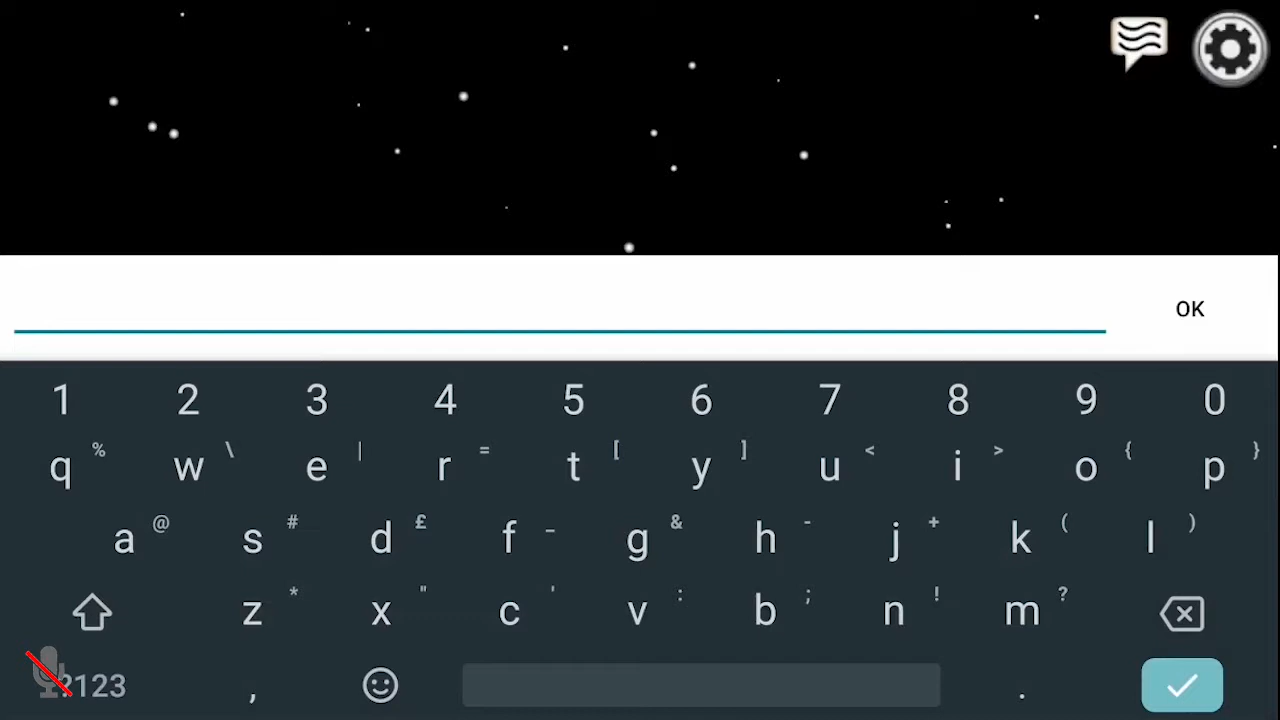 OK
1 2 3 4 5 6 7 8 9 0
q % w \ e | r = t [ y ] u < i > o { p }
a @ s # d £ f _ g & h - j + k ( l )
z * x " c ' v : b ; n ! m ?
?123 , .